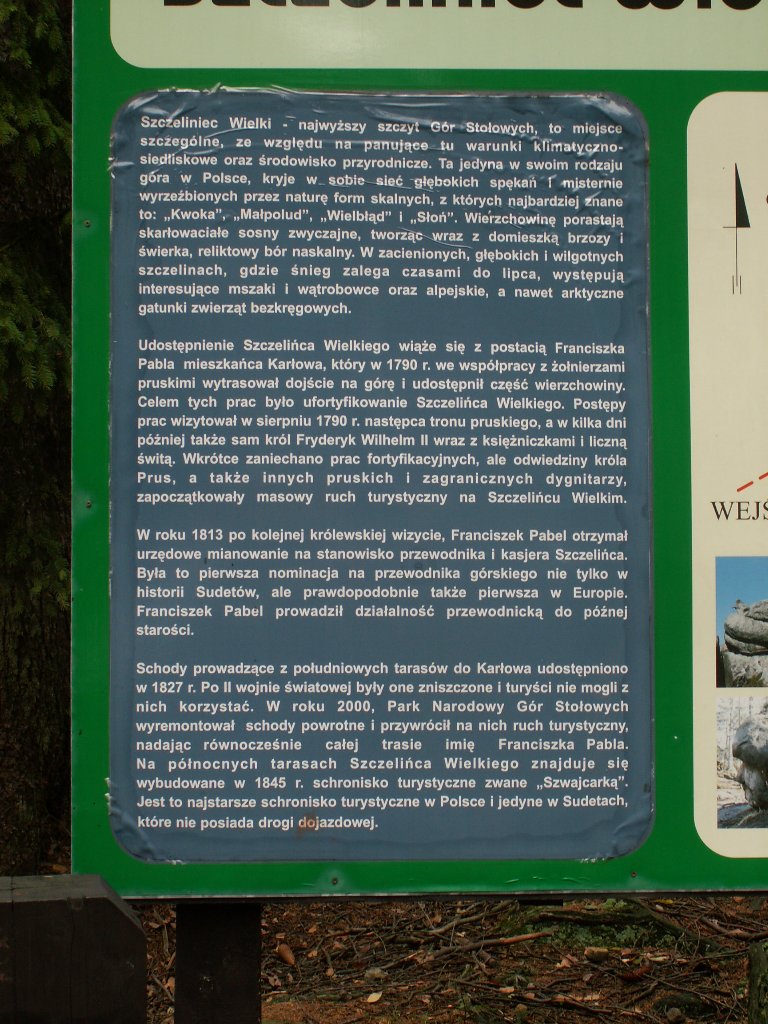 Szczeliniec Wielki - najwyższy szczyt Gór Stołowych, to miejsce
szczególne, ze względu na panujące tu warunki klimatyczno-
siedliskowe oraz środowisko przyrodnicze. Ta jedyna w swoim rodzaju
góra w Polsce, kryje w sobie sieć głębokich spękań i misternie
wyrzeźbionych przez naturę form skalnych, z których najbardziej znane
to: „Kwoka”, „Małpolud”, „Wielbłąd” i „Słoń”. Wierzchowinę porastają
skarłowaciałe sosny zwyczajne, tworząc wraz z domieszką brzozy i
świerka, reliktowy bór naskalny. W zacienionych, głębokich i wilgotnych
szczelinach, gdzie śnieg zalega czasami do lipca, występują
interesujące mszaki i wątrobowce oraz alpejskie, a nawet arktyczne
gatunki zwierząt bezkręgowych.
Udostępnienie Szczelińca Wielkiego wiąże się z postacią Franciszka
Pabla mieszkańca Karłowa, który w 1790 r. we współpracy z żołnierzami
pruskimi wytrasował dojście na górę i udostępnił część wierzchowiny.
Celem tych prac było ufortyfikowanie Szczelińca Wielkiego. Postępy
prac wizytował w sierpniu 1790 r. następca tronu pruskiego, a w kilka dni
później także sam król Fryderyk Wilhelm II wraz z księżniczkami i liczną
świtą. Wkrótce zaniechano prac fortyfikacyjnych, ale odwiedziny króla
Prus, a także innych pruskich i zagranicznych dygnitarzy,
zapoczątkowały masowy ruch turystyczny na Szczelińcu Wielkim.
W roku 1813 po kolejnej królewskiej wizycie, Franciszek Pabel otrzymał
urzędowe mianowanie na stanowisko przewodnika i kasjera Szczelińca.
Była to pierwsza nominacja na przewodnika górskiego nie tylko w
historii Sudetów, ale prawdopodobnie także pierwsza w Europie.
Franciszek Pabel prowadził działalność przewodnicką do późnej
starości.
Schody prowadzące z południowych tarasów do Karłowa udostępniono
w 1827 r. Po II wojnie światowej były one zniszczone i turyści nie mogli z
nich korzystać. W roku 2000, Park Narodowy Gór Stołowych
wyremontował schody powrotne i przywrócił na nich ruch turystyczny,
nadając równocześnie całej trasie imię Franciszka Pabla.
Na północnych tarasach Szczelińca Wielkiego znajduje się
wybudowane w 1845 r. schronisko turystyczne zwane „Szwajcarką”.
Jest to najstarsze schronisko turystyczne w Polsce i jedyne w Sudetach,
które nie posiada drogi dojazdowej.